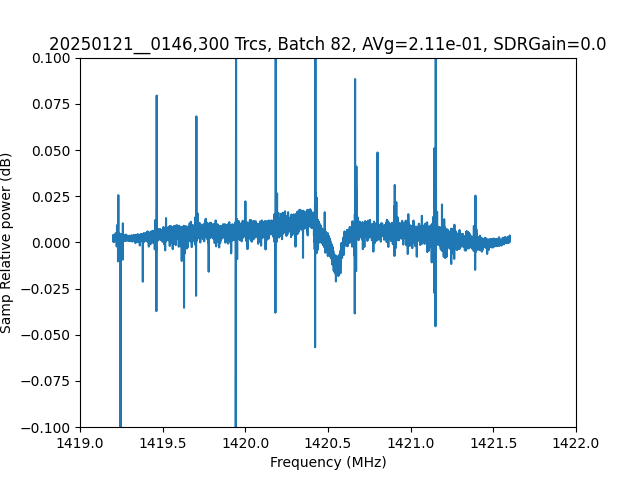 20250121__0146,300 Trcs, Batch 82, AVg=2.11e-01, SDRGain=0.0
0.100
0.075
0.050
0.025
0.000
−0.025
−0.050
−0.075
−0.100
Samp Relative power (dB)
1419.0 1419.5 1420.0 1420.5 1421.0 1421.5 1422.0
Frequency (MHz)